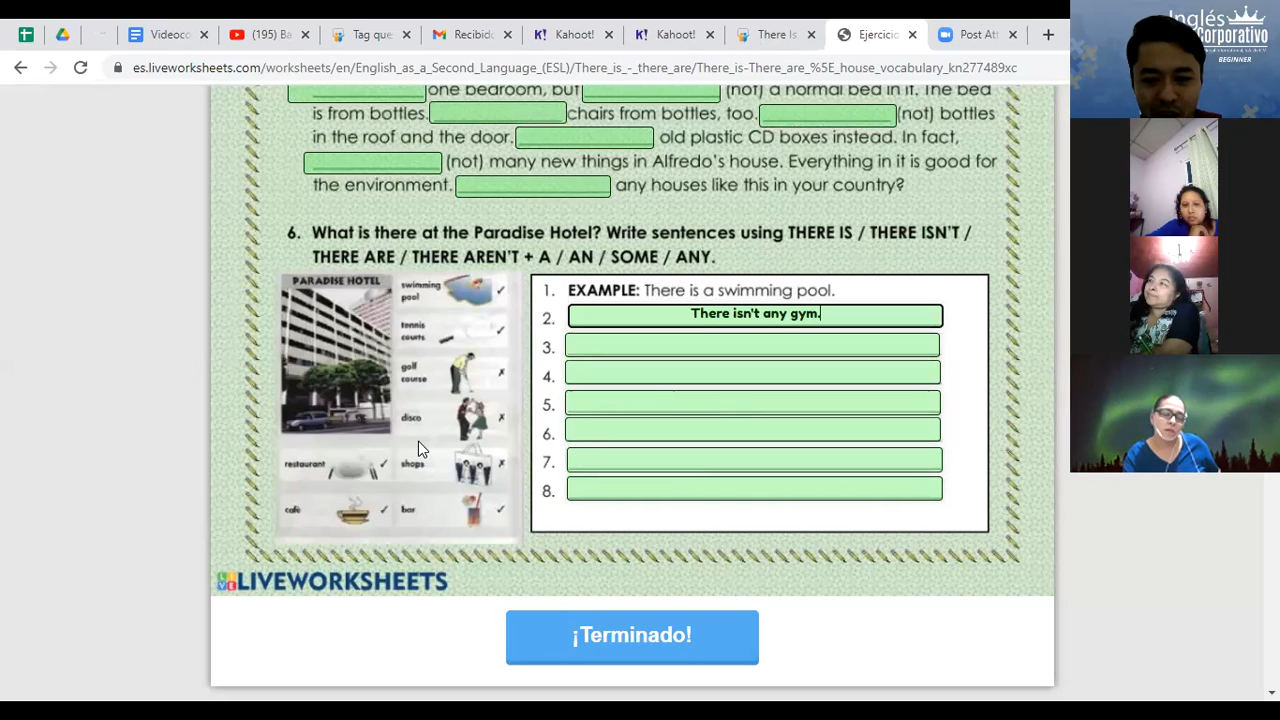 (195) Ba
Tag que
Recibido
Kahoot!
Kahoot!
There is
Ejercicio
Post Att
es.liveworksheets.com/worksheets/en/English_as_a_Second_Language_(ESL)/There_is_-_there_are/There_is-There_are_%5E_house_vocabulary_kn277489xc
Inglés
Corporativo
BEGINNER
one bedroom, but (not) a normal bed in it. The bed
is from bottles. chairs from bottles, too. (not) bottles
in the roof and the door. old plastic CD boxes instead. In fact,
(not) many new things in Alfredo's house. Everything in it is good for
the environment. any houses like this in your country?
6. What is there at the Paradise Hotel? Write sentences using THERE IS / THERE ISN'T /
THERE ARE / THERE AREN'T + A / AN / SOME / ANY.
PARADISE HOTEL
swimming
pool
tennis
courts
golf
course
disco
restaurant
shops
café
bar
1. EXAMPLE: There is a swimming pool.
2. There isn't any gym.
3.
4.
5.
6.
7.
8.
LIVEWORKSHEETS
¡Terminado!